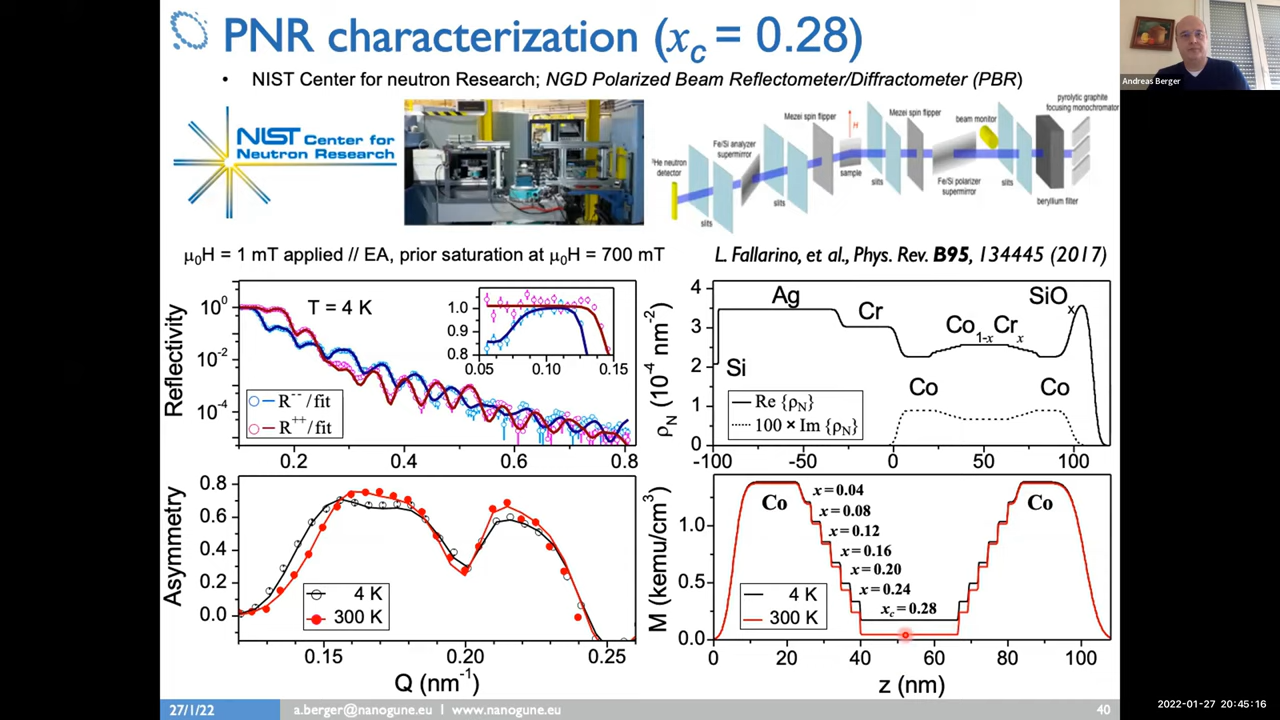 PNR characterization (xc = 0.28)
• NIST Center for neutron Research; NGD Polarized Beam Reflectometer/Diffractometer (PBR)
Andreas Berger
NIST Center for
Neutron Research
³He neutron
detector
slits
Fe/Si analyzer
supermirror
slits
Mezei spin flipper
H
sample
slits
Mezei spin flipper
Fe/Si polarizer
supermirror
beam monitor
slits
pyrolytic graphite
focusing monochromator
beryllium filter
μ₀H = 1 mT applied // EA, prior saturation at μ₀H = 700 mT
L. Fallarino, et al., Phys. Rev. B95, 134445 (2017)
Reflectivity
10⁰
10⁻²
10⁻⁴
T = 4 K
1.0
0.9
0.8
0.05 0.10 0.15
R⁻⁻/fit
R⁺⁺/fit
0.2 0.4 0.6 0.8
ρN (10⁻⁴ nm⁻²)
4
3
2
1
0
Si
Ag
Cr
Co1-x Crx
SiOx
Co
Co
Re {ρN}
100 × Im {ρN}
-100 -50 0 50 100
Asymmetry
0.8
0.6
0.4
0.2
0.0
4 K
300 K
0.15 0.20 0.25
Q (nm⁻¹)
M (kemu/cm³)
1.0
0.5
0.0
Co
x = 0.04
x = 0.08
x = 0.12
x = 0.16
x = 0.20
x = 0.24
xc = 0.28
Co
4 K
300 K
0 20 40 60 80 100
z (nm)
27/1/22
a.berger@nanogune.eu | www.nanogune.eu
40
2022-01-27 20:45:16